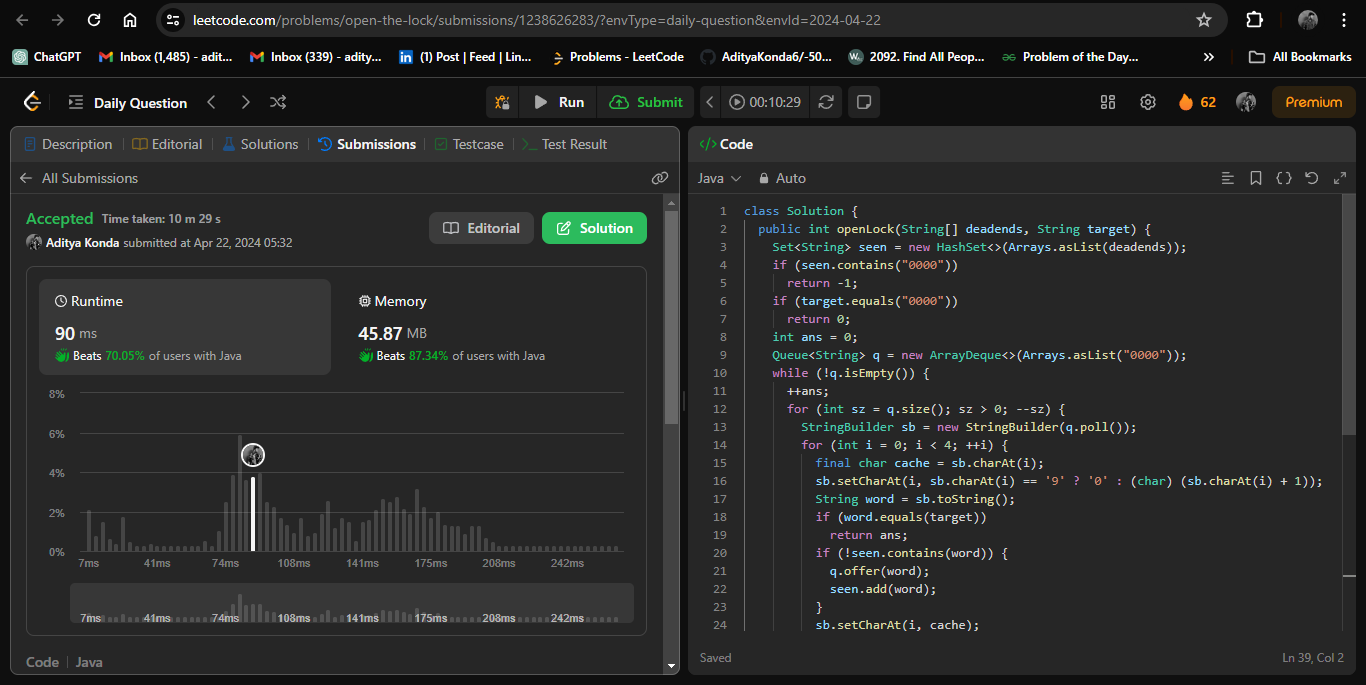 leetcode.com/problems/open-the-lock/submissions/1238626283/?envType=daily-question&envId=2024-04-22
ChatGPT Inbox (1,485) - adit... Inbox (339) - adity... (1) Post | Feed | Lin... Problems - LeetCode AdityaKonda6/-50... 2092. Find All Peop... Problem of the Day... » All Bookmarks
Daily Question Run Submit 00:10:29 62 Premium
Description Editorial Solutions Submissions Testcase Test Result
All Submissions
Accepted Time taken: 10 m 29 s
Aditya Konda submitted at Apr 22, 2024 05:32
Editorial Solution
Runtime
90 ms
Beats 70.05% of users with Java
Memory
45.87 MB
Beats 87.34% of users with Java
8%
6%
4%
2%
0%
7ms 41ms 74ms 108ms 141ms 175ms 208ms 242ms
7ms 41ms 74ms 108ms 141ms 175ms 208ms 242ms
Code | Java
</> Code
Java Auto
1 class Solution {
2 public int openLock(String[] deadends, String target) {
3 Set<String> seen = new HashSet<>(Arrays.asList(deadends));
4 if (seen.contains("0000"))
5 return -1;
6 if (target.equals("0000"))
7 return 0;
8 int ans = 0;
9 Queue<String> q = new ArrayDeque<>(Arrays.asList("0000"));
10 while (!q.isEmpty()) {
11 ++ans;
12 for (int sz = q.size(); sz > 0; --sz) {
13 StringBuilder sb = new StringBuilder(q.poll());
14 for (int i = 0; i < 4; ++i) {
15 final char cache = sb.charAt(i);
16 sb.setCharAt(i, sb.charAt(i) == '9' ? '0' : (char) (sb.charAt(i) + 1));
17 String word = sb.toString();
18 if (word.equals(target))
19 return ans;
20 if (!seen.contains(word)) {
21 q.offer(word);
22 seen.add(word);
23 }
24 sb.setCharAt(i, cache);
Saved
Ln 39, Col 2